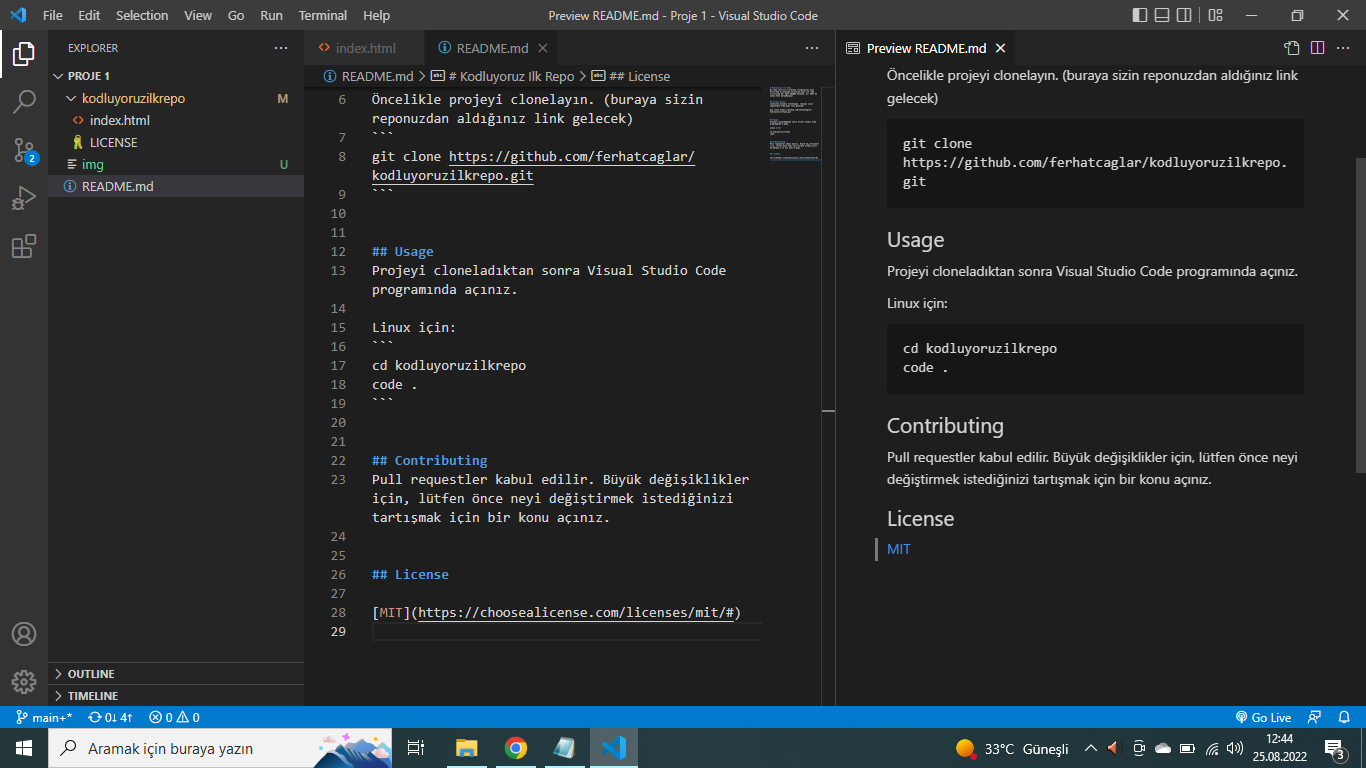 File Edit Selection View Go Run Terminal Help
Preview README.md - Proje 1 - Visual Studio Code
EXPLORER
PROJE 1
kodluyoruzilkrepo M
index.html
LICENSE
img U
README.md
OUTLINE
TIMELINE
index.html
README.md
README.md > # Kodluyoruz Ilk Repo > ## License
6 Öncelikle projeyi clonelayın. (buraya sizin
reponuzdan aldığınız link gelecek)
7 ```
8 git clone https://github.com/ferhatcaglar/
kodluyoruzilkrepo.git
9 ```
10
11
12 ## Usage
13 Projeyi cloneladıktan sonra Visual Studio Code
programında açınız.
14
15 Linux için:
16 ```
17 cd kodluyoruzilkrepo
18 code .
19 ```
20
21
22 ## Contributing
23 Pull requestler kabul edilir. Büyük değişiklikler
için, lütfen önce neyi değiştirmek istediğinizi
tartışmak için bir konu açınız.
24
25
26 ## License
27
28 [MIT](https://choosealicense.com/licenses/mit/#)
29
Preview README.md
Öncelikle projeyi clonelayın. (buraya sizin reponuzdan aldığınız link
gelecek)
git clone
https://github.com/ferhatcaglar/kodluyoruzilkrepo.
git
Usage
Projeyi cloneladıktan sonra Visual Studio Code programında açınız.
Linux için:
cd kodluyoruzilkrepo
code .
Contributing
Pull requestler kabul edilir. Büyük değişiklikler için, lütfen önce neyi
değiştirmek istediğinizi tartışmak için bir konu açınız.
License
MIT
2
main+* 0↓ 4↑ 0 0
Go Live
Aramak için buraya yazın
33°C Güneşli
12:44
25.08.2022
3